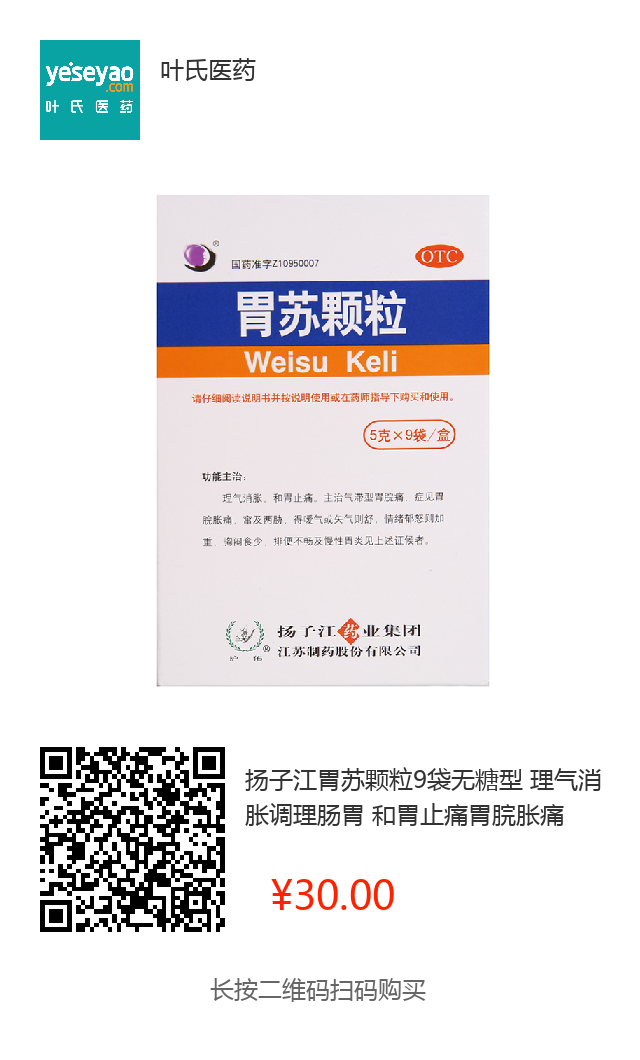 yeseyao
.com
叶氏医药
叶氏医药
®
国药准字Z10950007
OTC
胃苏颗粒
Weisu Keli
请仔细阅读说明书并按说明使用或在药师指导下购买和使用。
5克×9袋/盒
功能主治:
理气消胀,和胃止痛。主治气滞型胃脘痛,症见胃
脘胀痛,窜及两胁,得嗳气或矢气则舒,情绪郁怒则加
重,胸闷食少,排便不畅及慢性胃炎见上述证候者。
扬子江药业集团
®
江苏制药股份有限公司
扬子江胃苏颗粒9袋无糖型 理气消
胀调理肠胃 和胃止痛胃脘胀痛
¥30.00
长按二维码扫码购买